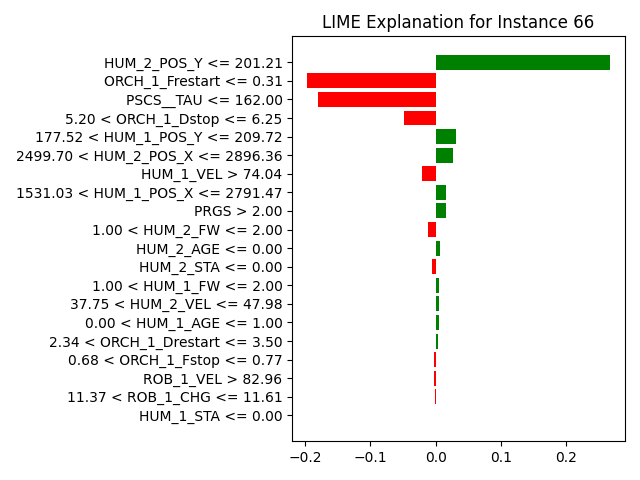 LIME Explanation for Instance 66
HUM_2_POS_Y <= 201.21
ORCH_1_Frestart <= 0.31
PSCS__TAU <= 162.00
5.20 < ORCH_1_Dstop <= 6.25
177.52 < HUM_1_POS_Y <= 209.72
2499.70 < HUM_2_POS_X <= 2896.36
HUM_1_VEL > 74.04
1531.03 < HUM_1_POS_X <= 2791.47
PRGS > 2.00
1.00 < HUM_2_FW <= 2.00
HUM_2_AGE <= 0.00
HUM_2_STA <= 0.00
1.00 < HUM_1_FW <= 2.00
37.75 < HUM_2_VEL <= 47.98
0.00 < HUM_1_AGE <= 1.00
2.34 < ORCH_1_Drestart <= 3.50
0.68 < ORCH_1_Fstop <= 0.77
ROB_1_VEL > 82.96
11.37 < ROB_1_CHG <= 11.61
HUM_1_STA <= 0.00
−0.2 −0.1 0.0 0.1 0.2